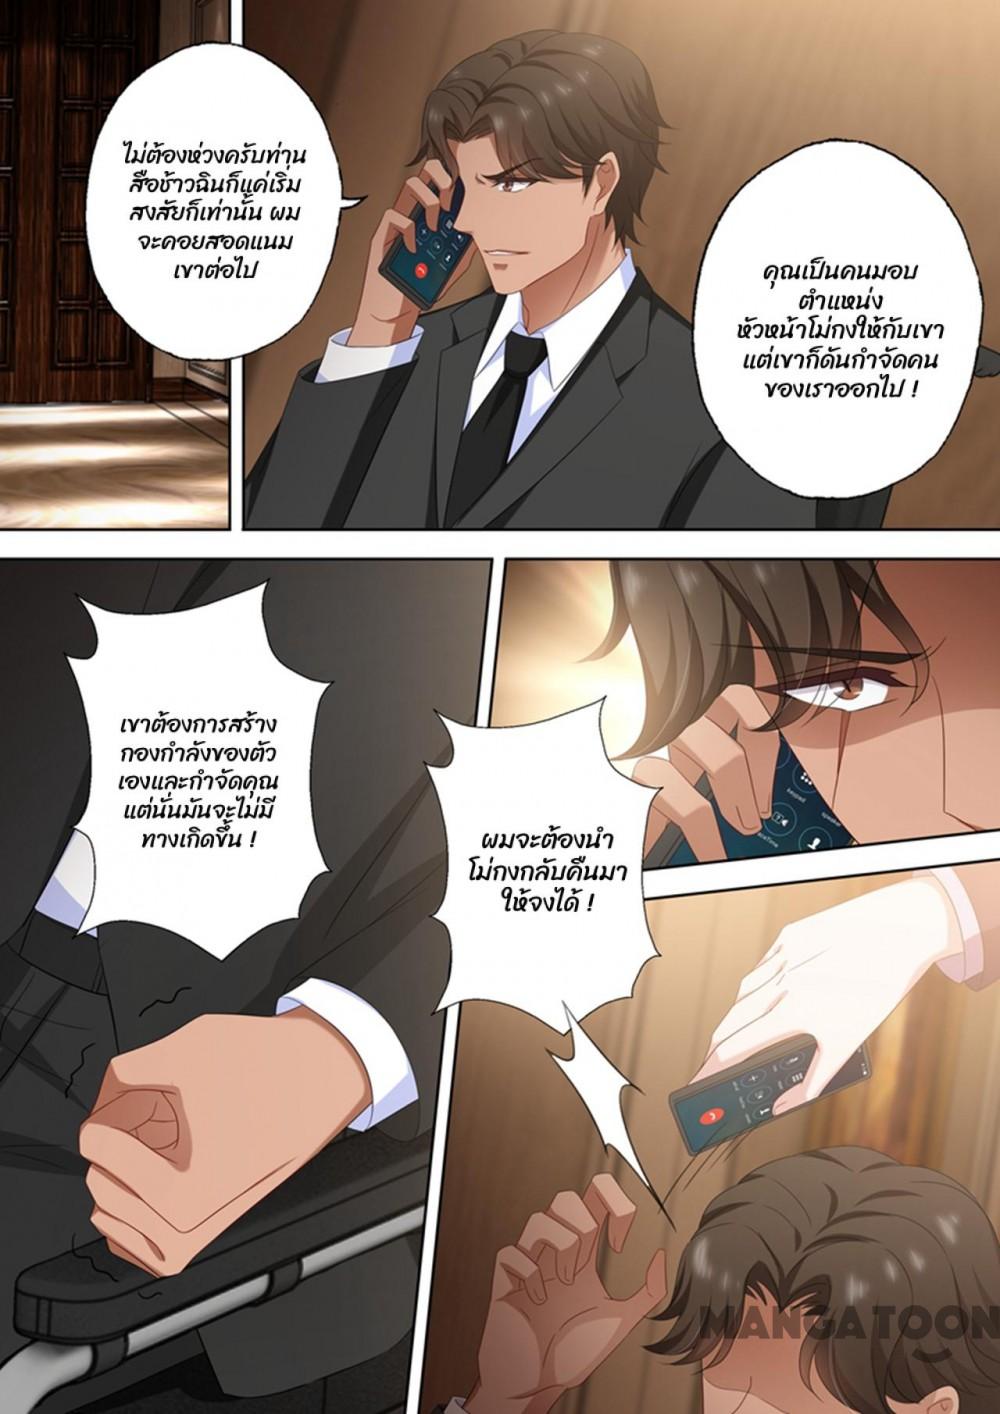 ไม่ต้องห่วงครับท่าน
สือช้าวฉินก็แค่เริ่ม
สงสัยก็เท่านั้น ผม
จะคอยสอดแนม
เขาต่อไป
คุณเป็นคนมอบ
ตำแหน่ง
หัวหน้าโม่กงให้กับเขา
แต่เขาก็ดันกำจัดคน
ของเราออกไป !
เขาต้องการสร้าง
กองกำลังของตัว
เองและกำจัดคุณ
แต่นั่นมันจะไม่มี
ทางเกิดขึ้น !
keypad
speaker
ผมจะต้องนำ
โม่กงกลับคืนมา
ให้จงได้ !
MANGATOON